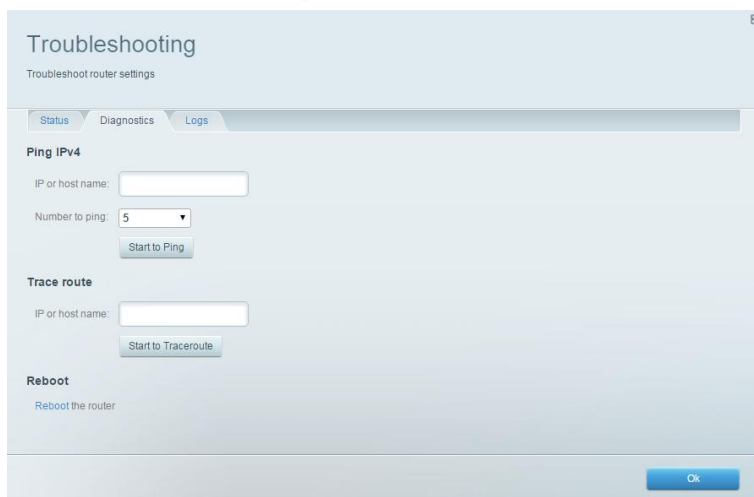 Troubleshooting
Troubleshoot router settings
Status Diagnostics Logs
Ping IPv4
IP or host name:
Number to ping: 5
Start to Ping
Trace route
IP or host name:
Start to Traceroute
Reboot
Reboot the router
Ok